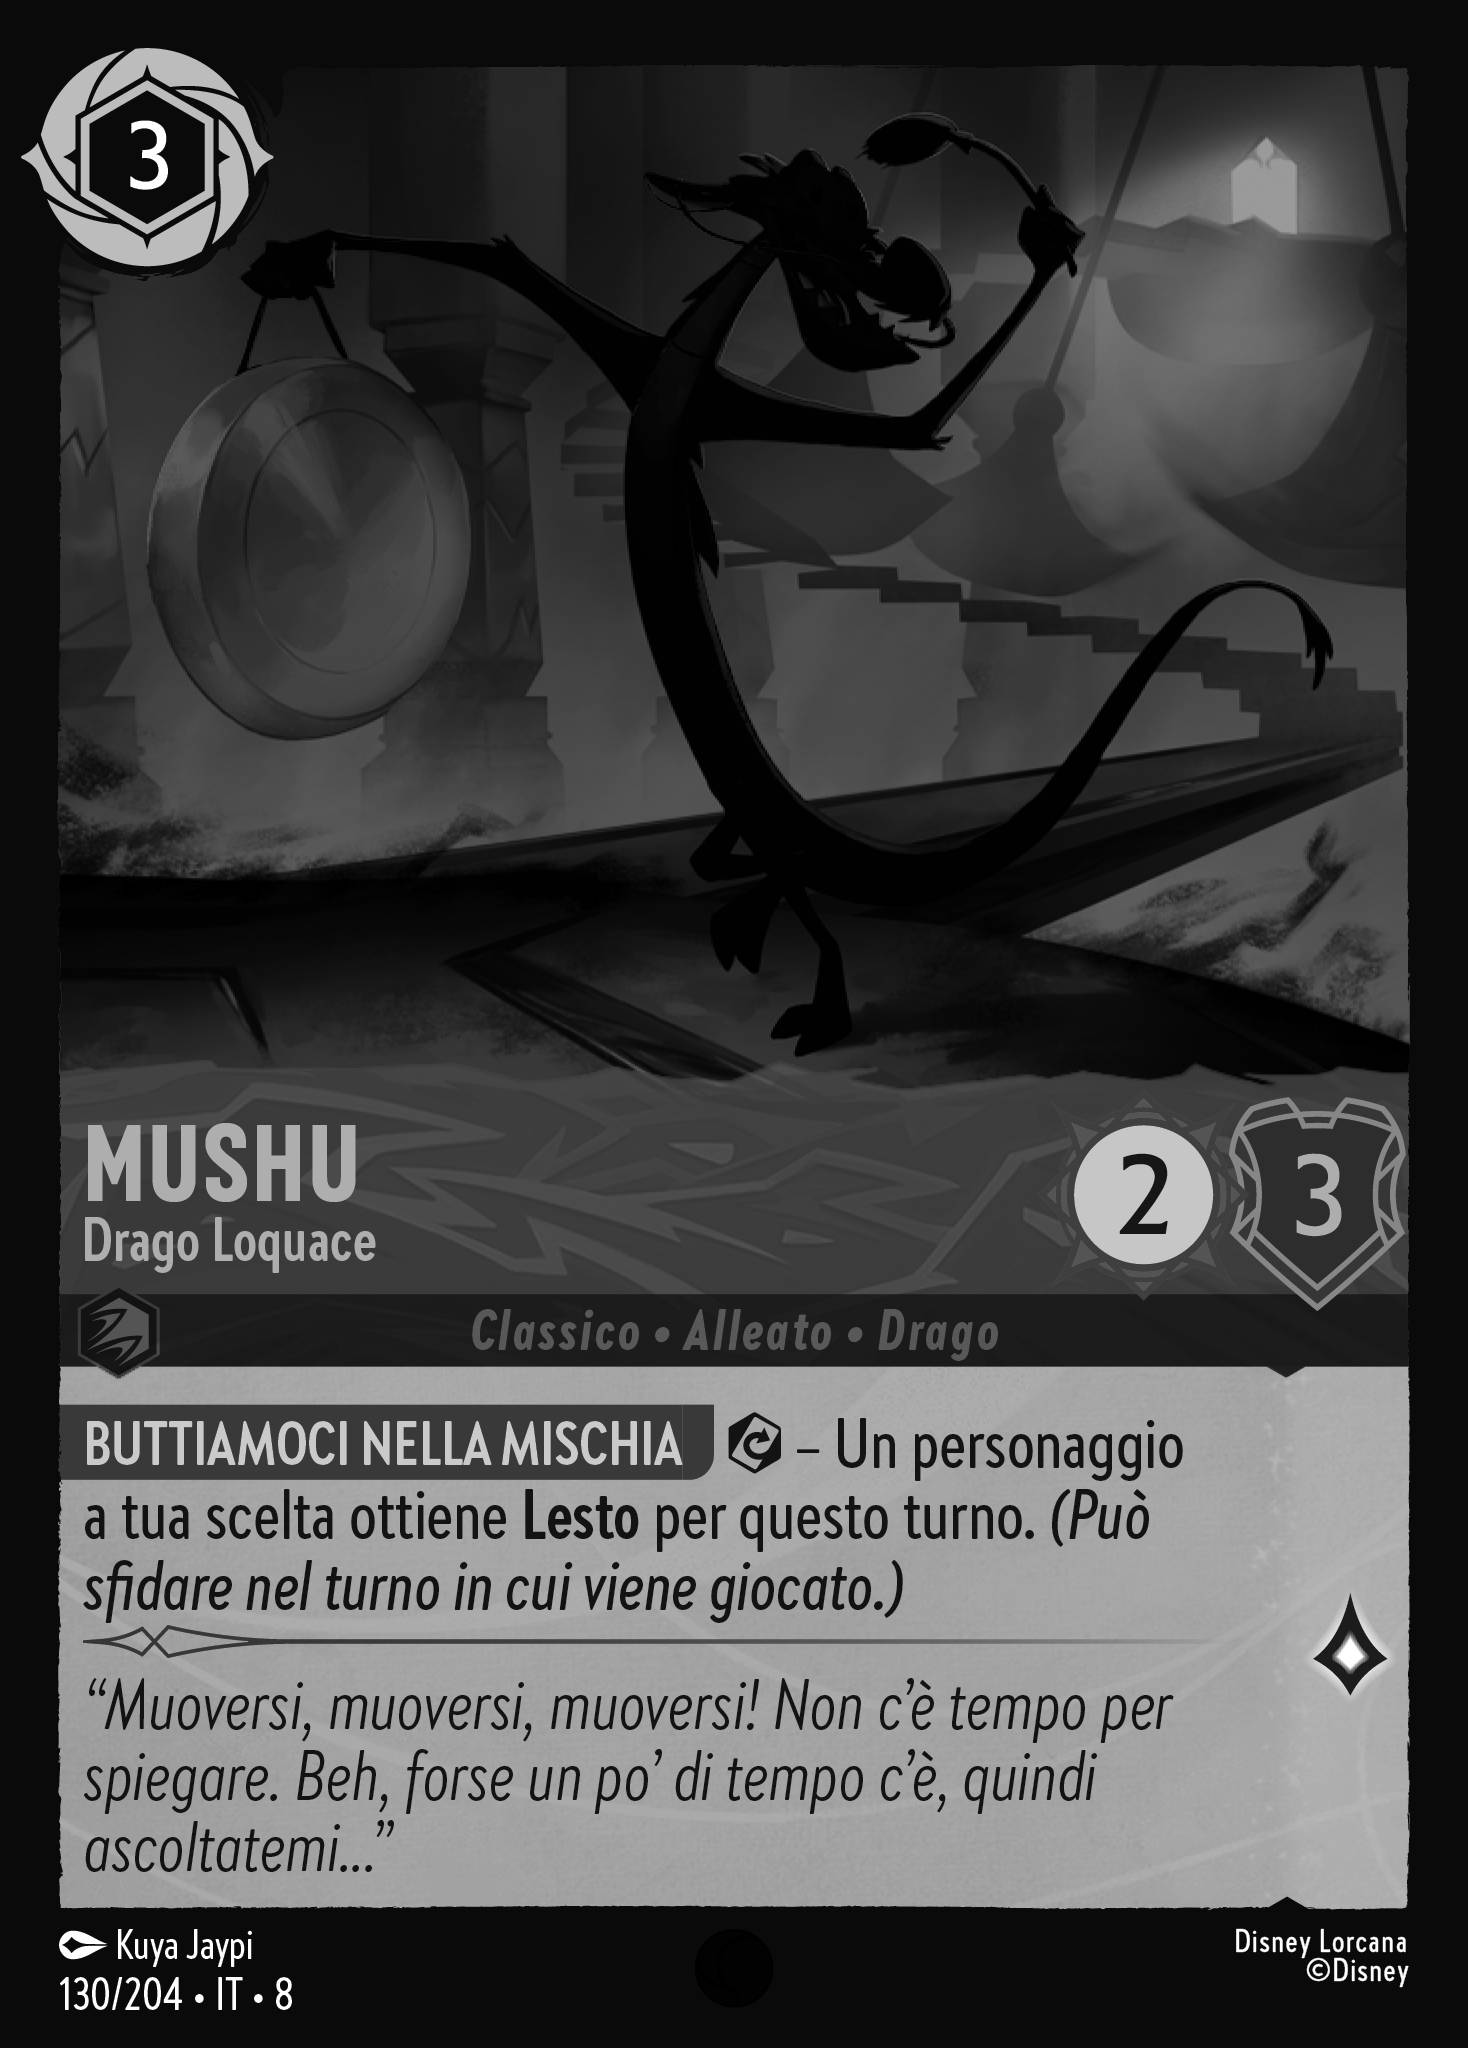 3
MUSHU
Drago Loquace
2
3
Classico • Alleato • Drago
BUTTIAMOCI NELLA MISCHIA – Un personaggio
a tua scelta ottiene Lesto per questo turno. (Può
sfidare nel turno in cui viene giocato.)
“Muoversi, muoversi, muoversi! Non c’è tempo per
spiegare. Beh, forse un po’ di tempo c’è, quindi
ascoltatemi...”
Kuya Jaypi
130/204 • IT • 8
Disney Lorcana
©Disney